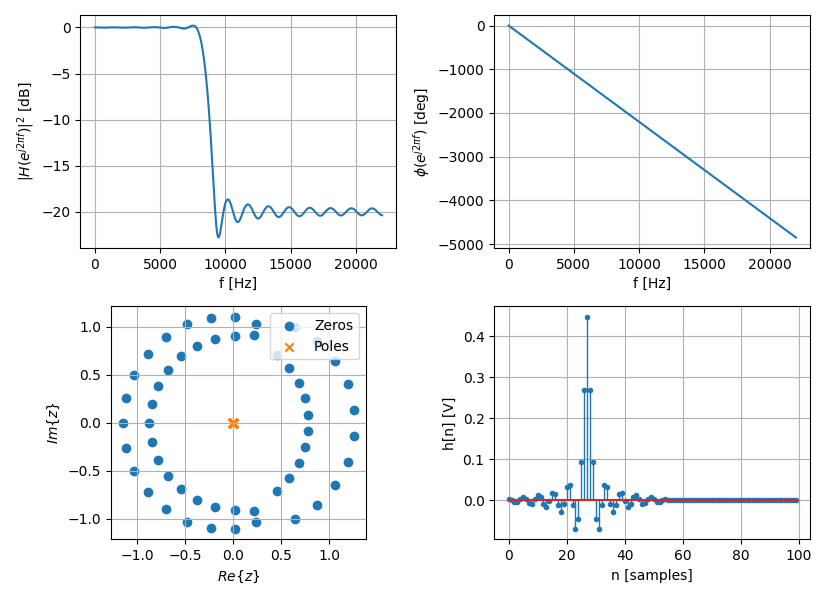 |H(e^{j2πf})|² [dB]
0
−5
−10
−15
−20
0 5000 10000 15000 20000
f [Hz]
ϕ(e^{j2πf}) [deg]
0
−1000
−2000
−3000
−4000
−5000
0 5000 10000 15000 20000
f [Hz]
Im{z}
1.0
0.5
0.0
−0.5
−1.0
Zeros
Poles
−1.0 −0.5 0.0 0.5 1.0
Re{z}
h[n] [V]
0.4
0.3
0.2
0.1
0.0
0 20 40 60 80 100
n [samples]